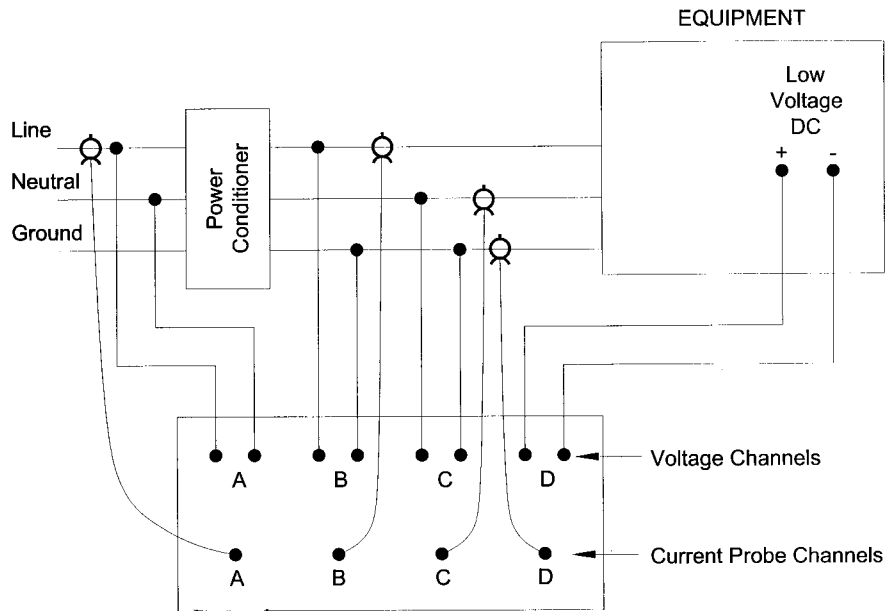 EQUIPMENT
Low
Voltage
DC
+ -
Line
Neutral
Ground
Power
Conditioner
A B C D
Voltage Channels
A B C D
Current Probe Channels